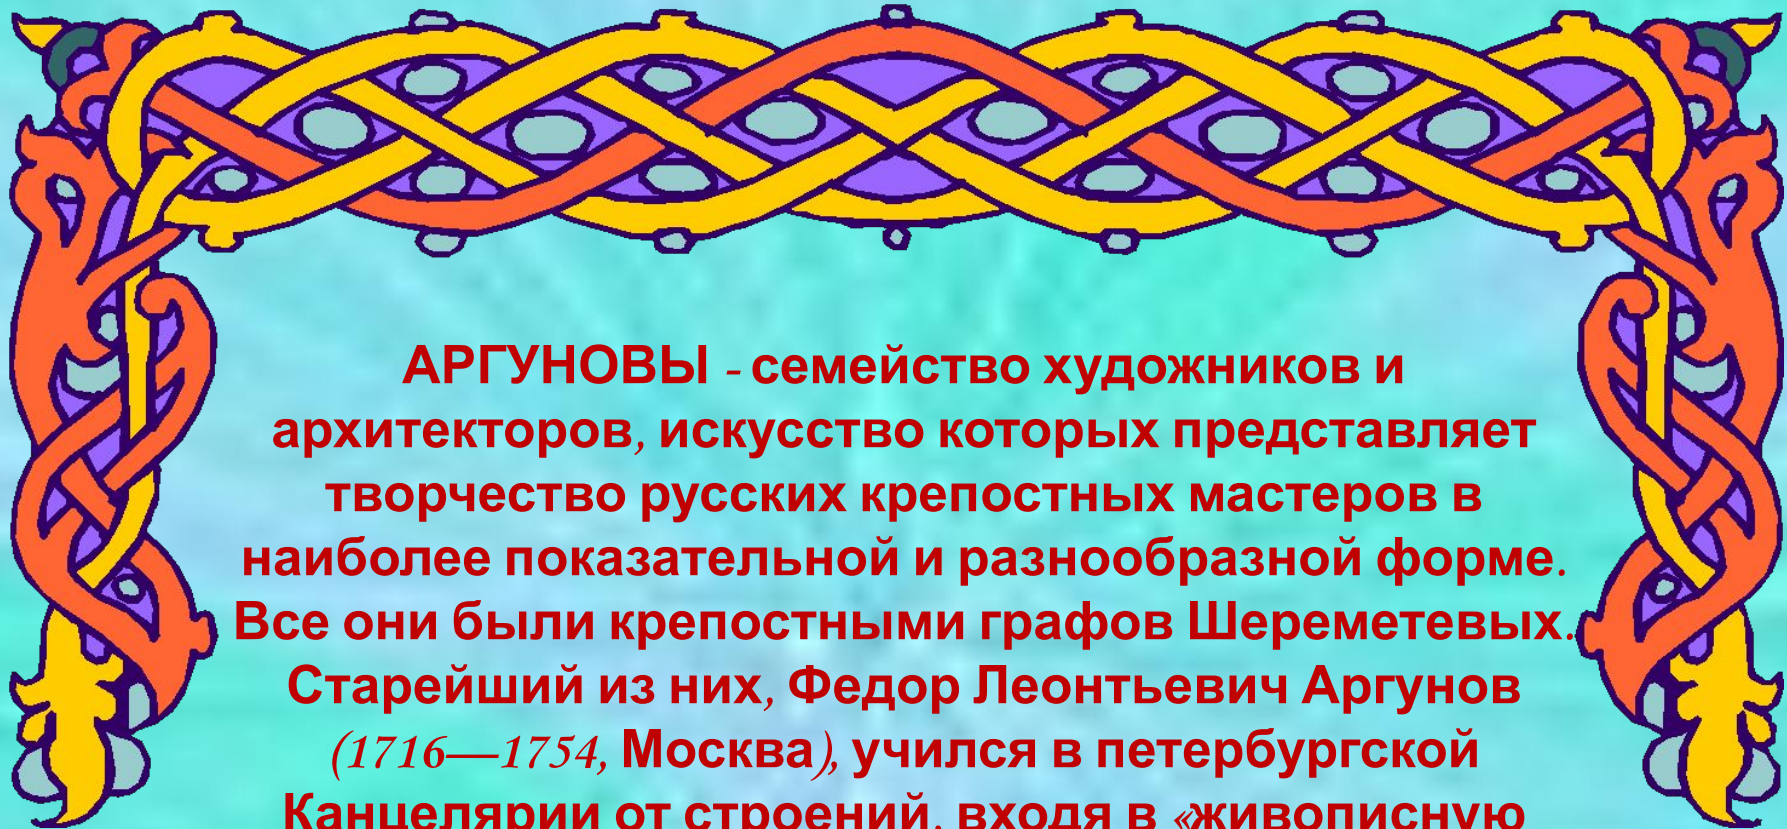 АРГУНОВЫ - семейство художников и
архитекторов, искусство которых представляет
творчество русских крепостных мастеров в
наиболее показательной и разнообразной форме.
Все они были крепостными графов Шереметевых.
Старейший из них, Федор Леонтьевич Аргунов
(1716—1754, Москва), учился в петербургской
Канцелярии от строений, входя в «живописную